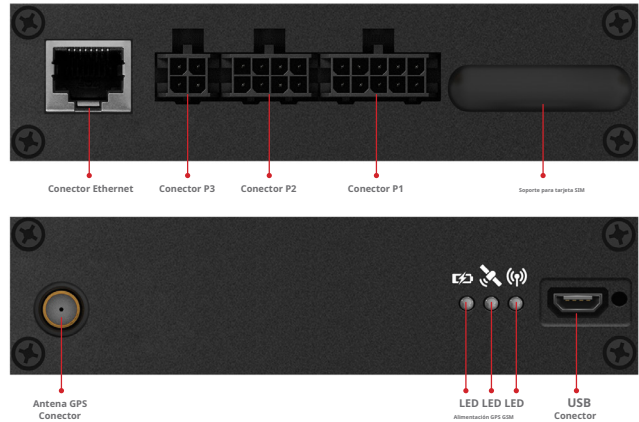 Conector Ethernet
Conector P3
Conector P2
Conector P1
Soporte para tarjeta SIM
Antena GPS
Conector
LED LED LED
Alimentación GPS GSM
USB
Conector